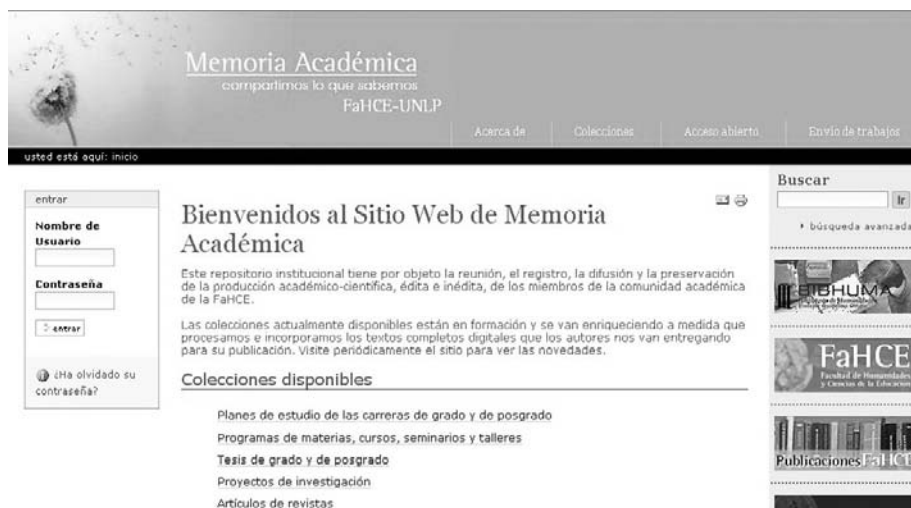 Memoria Académica
compartimos lo que sabemos
FaHCE-UNLP
Acerca de
Colecciones
Acceso abierto
Envío de trabajos
usted está aquí: inicio
entrar
Nombre de
Usuario
Contraseña
entrar
¿Ha olvidado su
contraseña?
Bienvenidos al Sitio Web de Memoria
Académica
Este repositorio institucional tiene por objeto la reunión, el registro, la difusión y la preservación
de la producción académico-científica, édita e inédita, de los miembros de la comunidad académica
de la FaHCE.
Las colecciones actualmente disponibles están en formación y se van enriqueciendo a medida que
procesamos e incorporamos los textos completos digitales que los autores nos van entregando
para su publicación. Visite periódicamente el sitio para ver las novedades.
Colecciones disponibles
Planes de estudio de las carreras de grado y de posgrado
Programas de materias, cursos, seminarios y talleres
Tesis de grado y de posgrado
Proyectos de investigación
Artículos de revistas
Buscar
Ir
búsqueda avanzada
BIBHUMA
FaHCE
Facultad de Humanidades
y Ciencias de la Educación
Publicaciones FaHCE